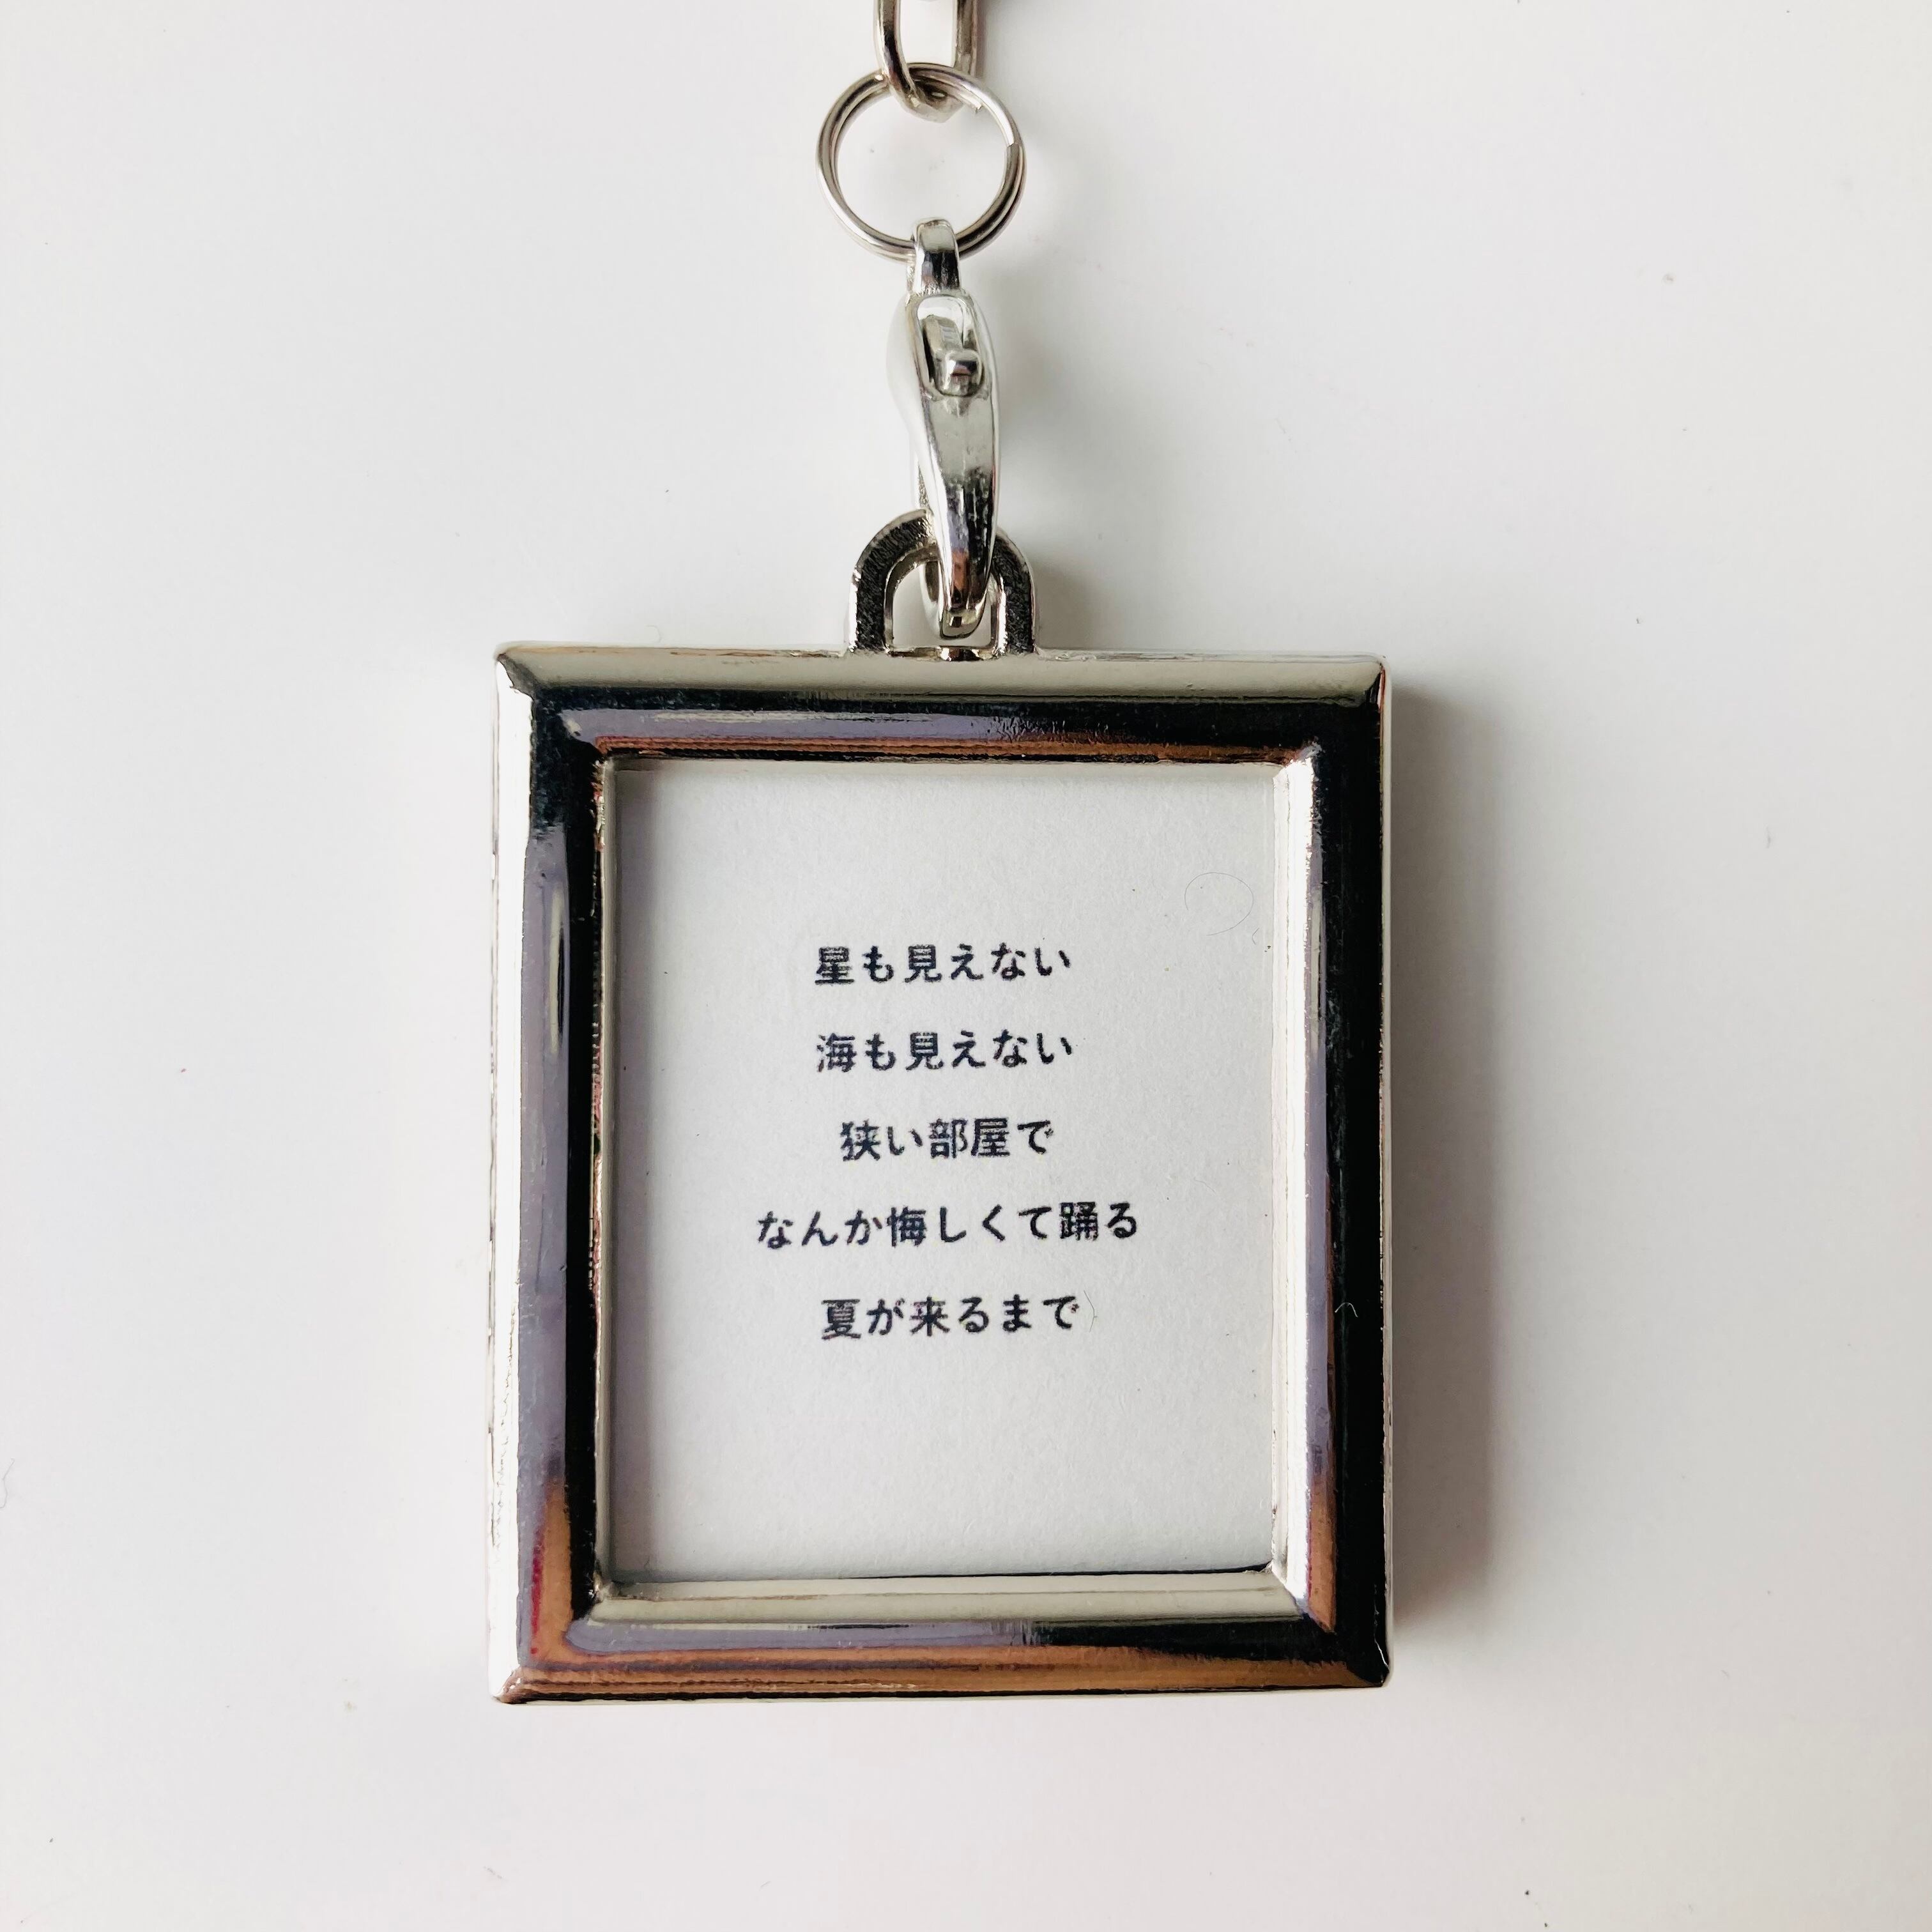 星も見えない
海も見えない
狭い部屋で
なんか悔しくて踊る
夏が来るまで